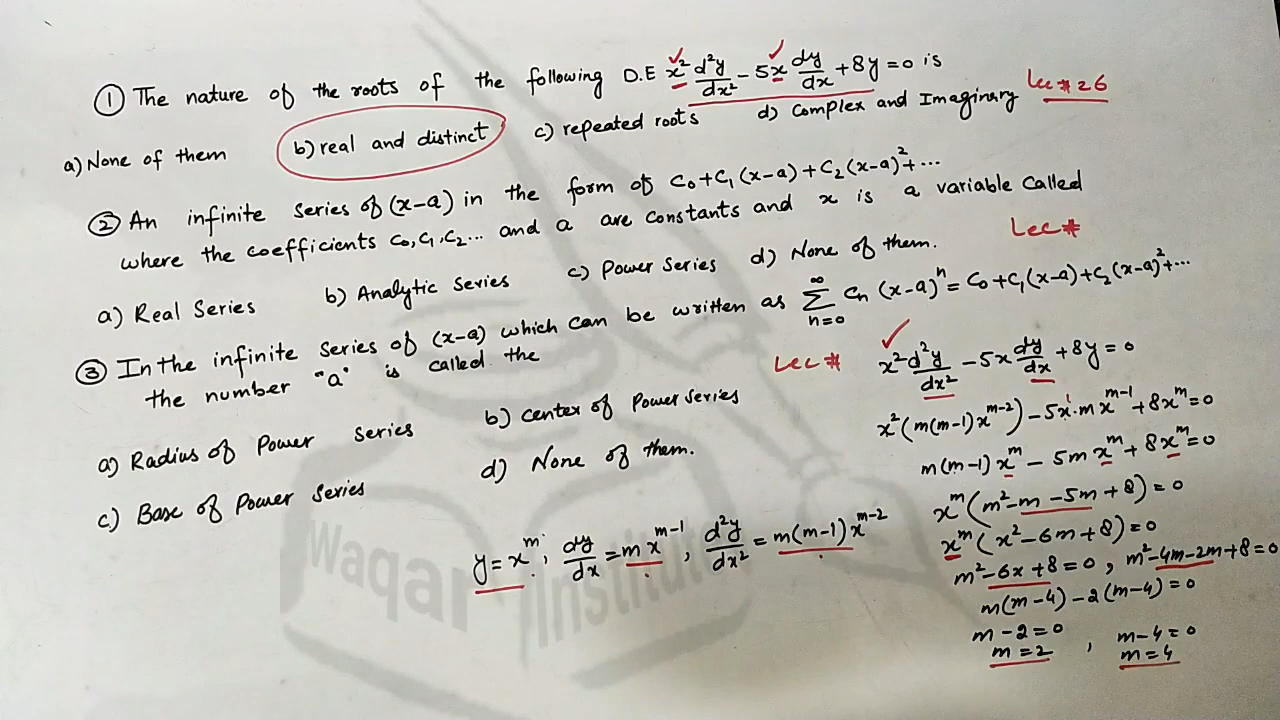 ① The nature of the roots of the following D.E x² d²y/dx² - 5x dy/dx + 8y = 0 is
Lec # 26
a) None of them b) real and distinct c) repeated roots d) Complex and Imaginary
② An infinite series of (x-a) in the form of C₀+C₁(x-a)+C₂(x-a)²+...
where the coefficients C₀,C₁,C₂... and a are constants and x is a variable called
Lec #
a) Real Series b) Analytic Series c) Power Series d) None of them.
③ In the infinite series of (x-a) which can be written as ∞∑n=0 Cn (x-a)ⁿ = C₀+C₁(x-a)+C₂(x-a)²+...
the number "a" is called the
Lec #
a) Radius of Power Series b) Center of Power Series
c) Base of Power Series d) None of them.
y = x^m, dy/dx = m x^m-1, d²y/dx² = m(m-1)x^m-2
x² d²y/dx² - 5x dy/dx + 8y = 0
x²(m(m-1)x^m-2) - 5x¹.m x^m-1 + 8x^m = 0
m(m-1)x^m - 5m x^m + 8x^m = 0
x^m (m²-m-5m+8) = 0
x^m (x²-6m+8) = 0
m²-6x+8=0, m²-4m-2m+8=0
m(m-4)-2(m-4)=0
m-2=0, m-4=0
m=2 m=4
Waqar Institute